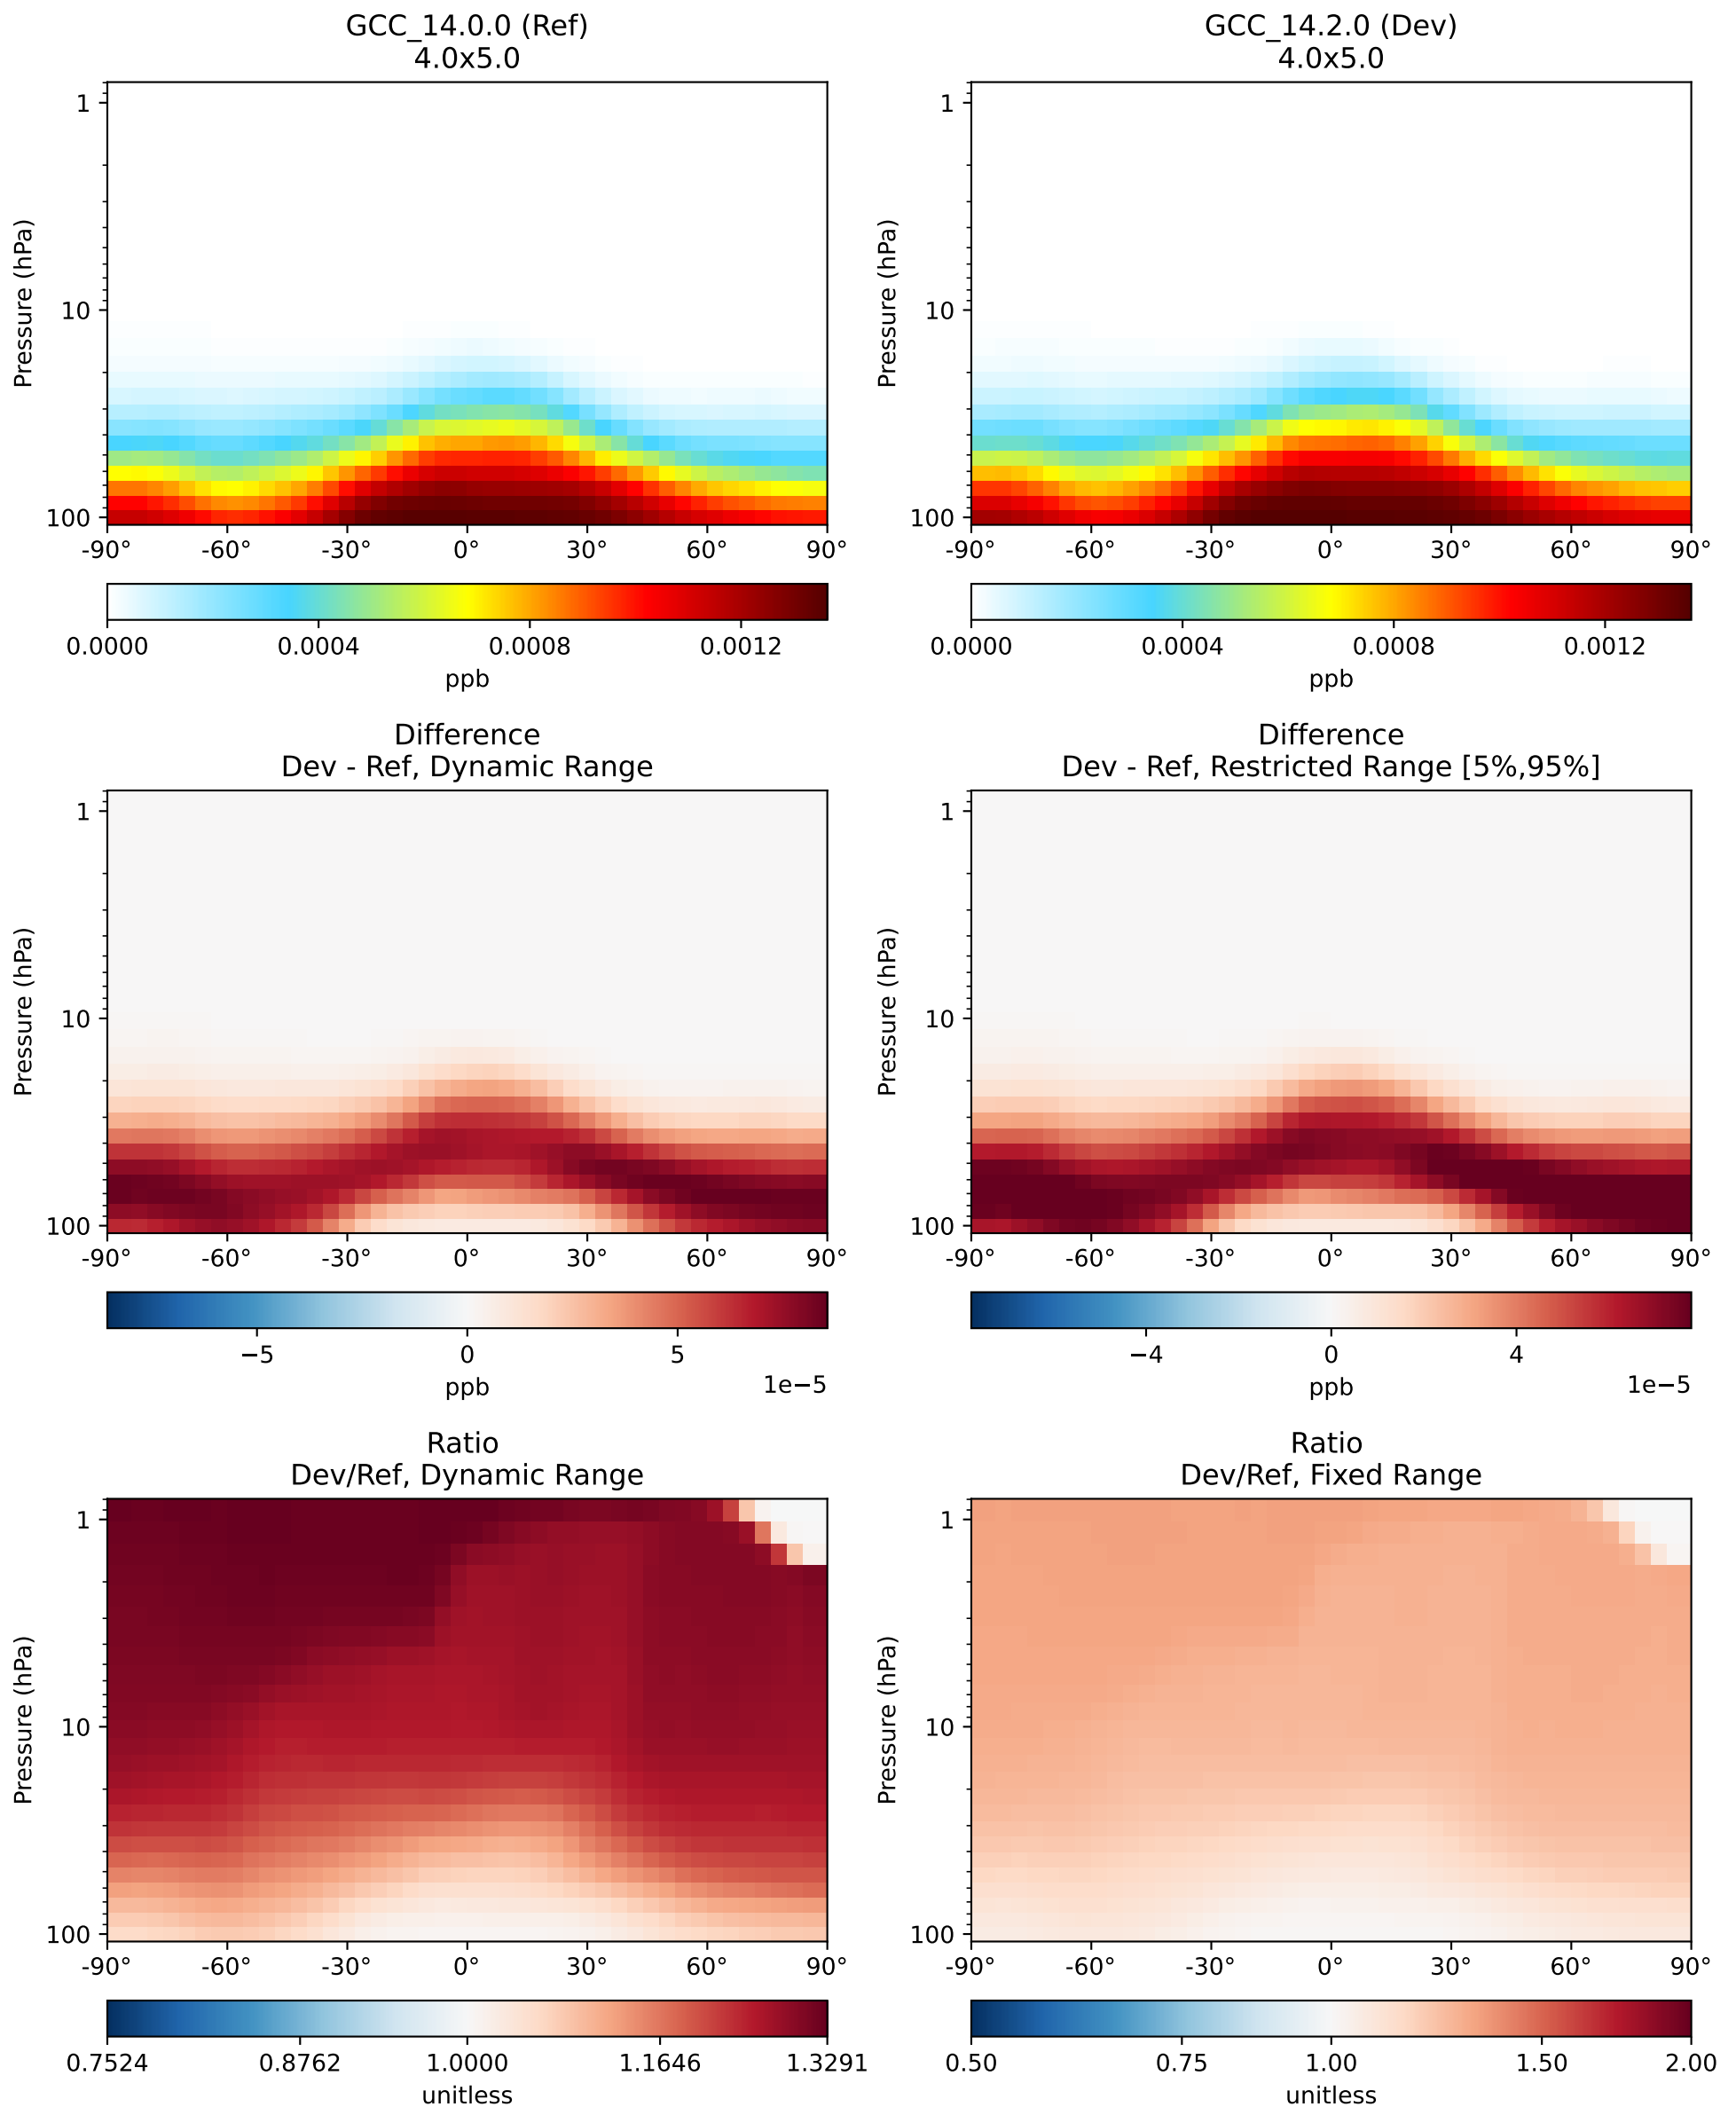 GCC_14.0.0 (Ref)
4.0x5.0
Pressure (hPa)
1
10
100
-90° -60° -30° 0° 30° 60° 90°
0.0000 0.0004 0.0008 0.0012
ppb
GCC_14.2.0 (Dev)
4.0x5.0
Pressure (hPa)
1
10
100
-90° -60° -30° 0° 30° 60° 90°
0.0000 0.0004 0.0008 0.0012
ppb
Difference
Dev - Ref, Dynamic Range
Pressure (hPa)
1
10
100
-90° -60° -30° 0° 30° 60° 90°
−5 0 5
1e−5
ppb
Difference
Dev - Ref, Restricted Range [5%,95%]
Pressure (hPa)
1
10
100
-90° -60° -30° 0° 30° 60° 90°
−4 0 4
1e−5
ppb
Ratio
Dev/Ref, Dynamic Range
Pressure (hPa)
1
10
100
-90° -60° -30° 0° 30° 60° 90°
0.7524 0.8762 1.0000 1.1646 1.3291
unitless
Ratio
Dev/Ref, Fixed Range
Pressure (hPa)
1
10
100
-90° -60° -30° 0° 30° 60° 90°
0.50 0.75 1.00 1.50 2.00
unitless